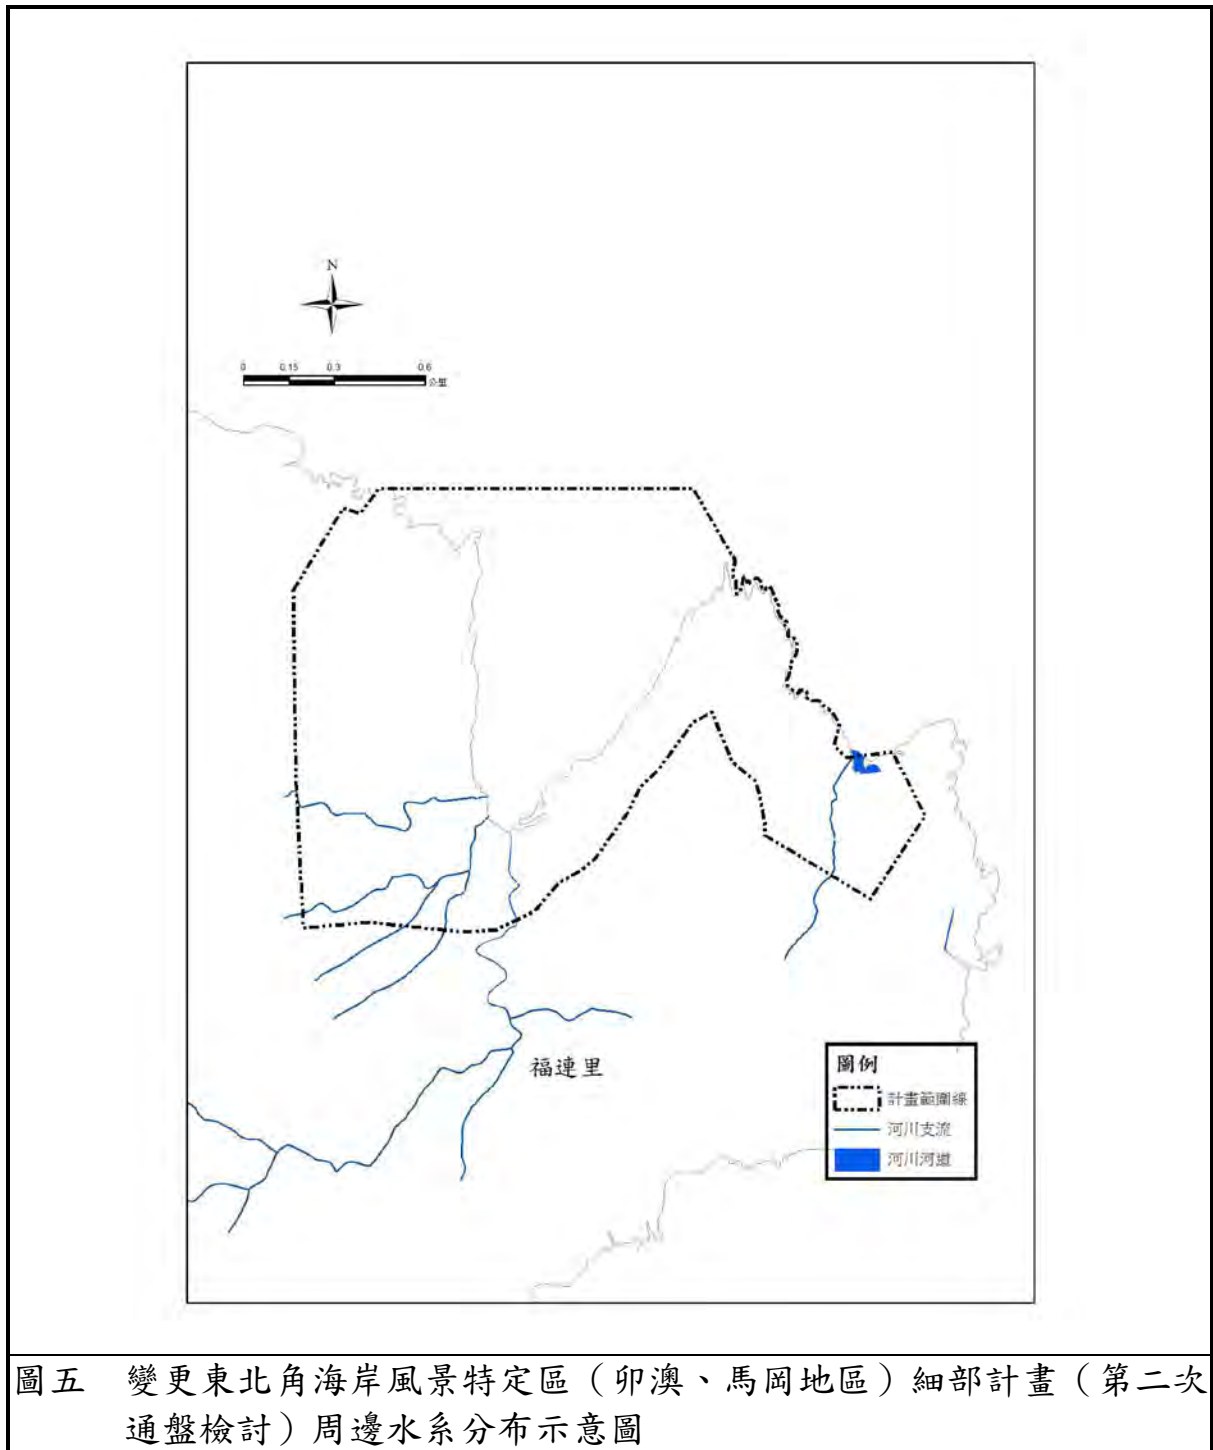 N
0 0.15 0.3 0.6
公里
福連里
圖例
計畫範圍線
河川支流
河川河道
圖五 變更東北角海岸風景特定區（卯澳、馬岡地區）細部計畫（第二次
通盤檢討）周邊水系分布示意圖